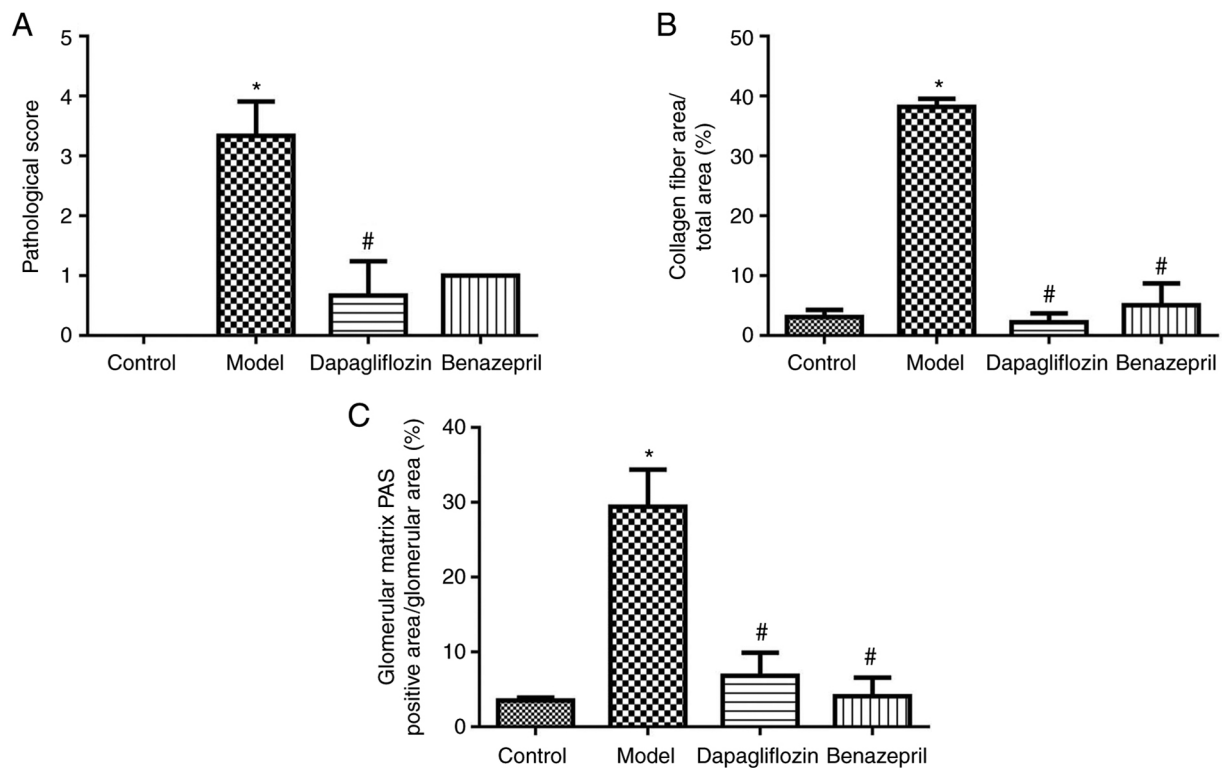 A
Pathological score
5
4
3
2
1
0
*
#
Control
Model
Dapagliflozin
Benazepril
B
Collagen fiber area/
total area (%)
50
40
30
20
10
0
*
#
#
Control
Model
Dapagliflozin
Benazepril
C
Glomerular matrix PAS
positive area/glomerular area (%)
40
30
20
10
0
*
#
#
Control
Model
Dapagliflozin
Benazepril